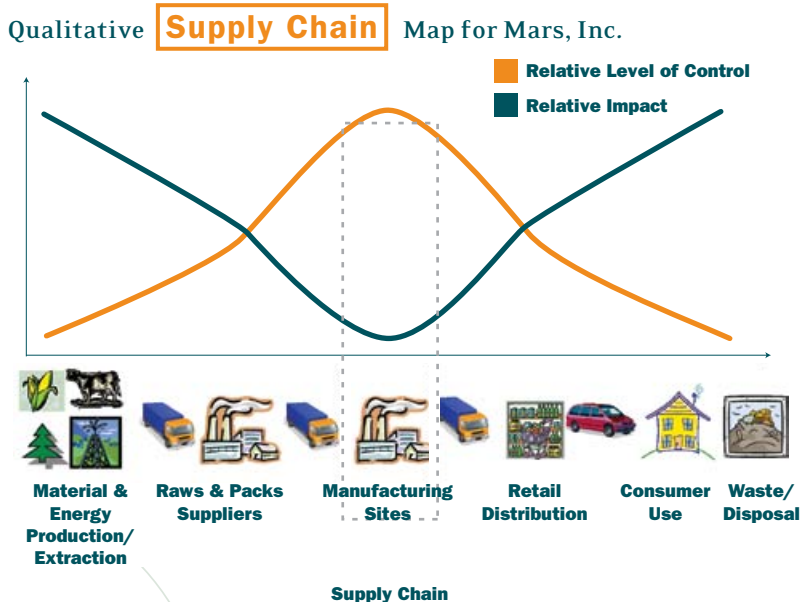 Qualitative Supply Chain Map for Mars, Inc.
Relative Level of Control
Relative Impact
Material &
Energy
Production/
Extraction
Raws & Packs
Suppliers
Manufacturing
Sites
Retail
Distribution
Consumer
Use
Waste/
Disposal
Supply Chain